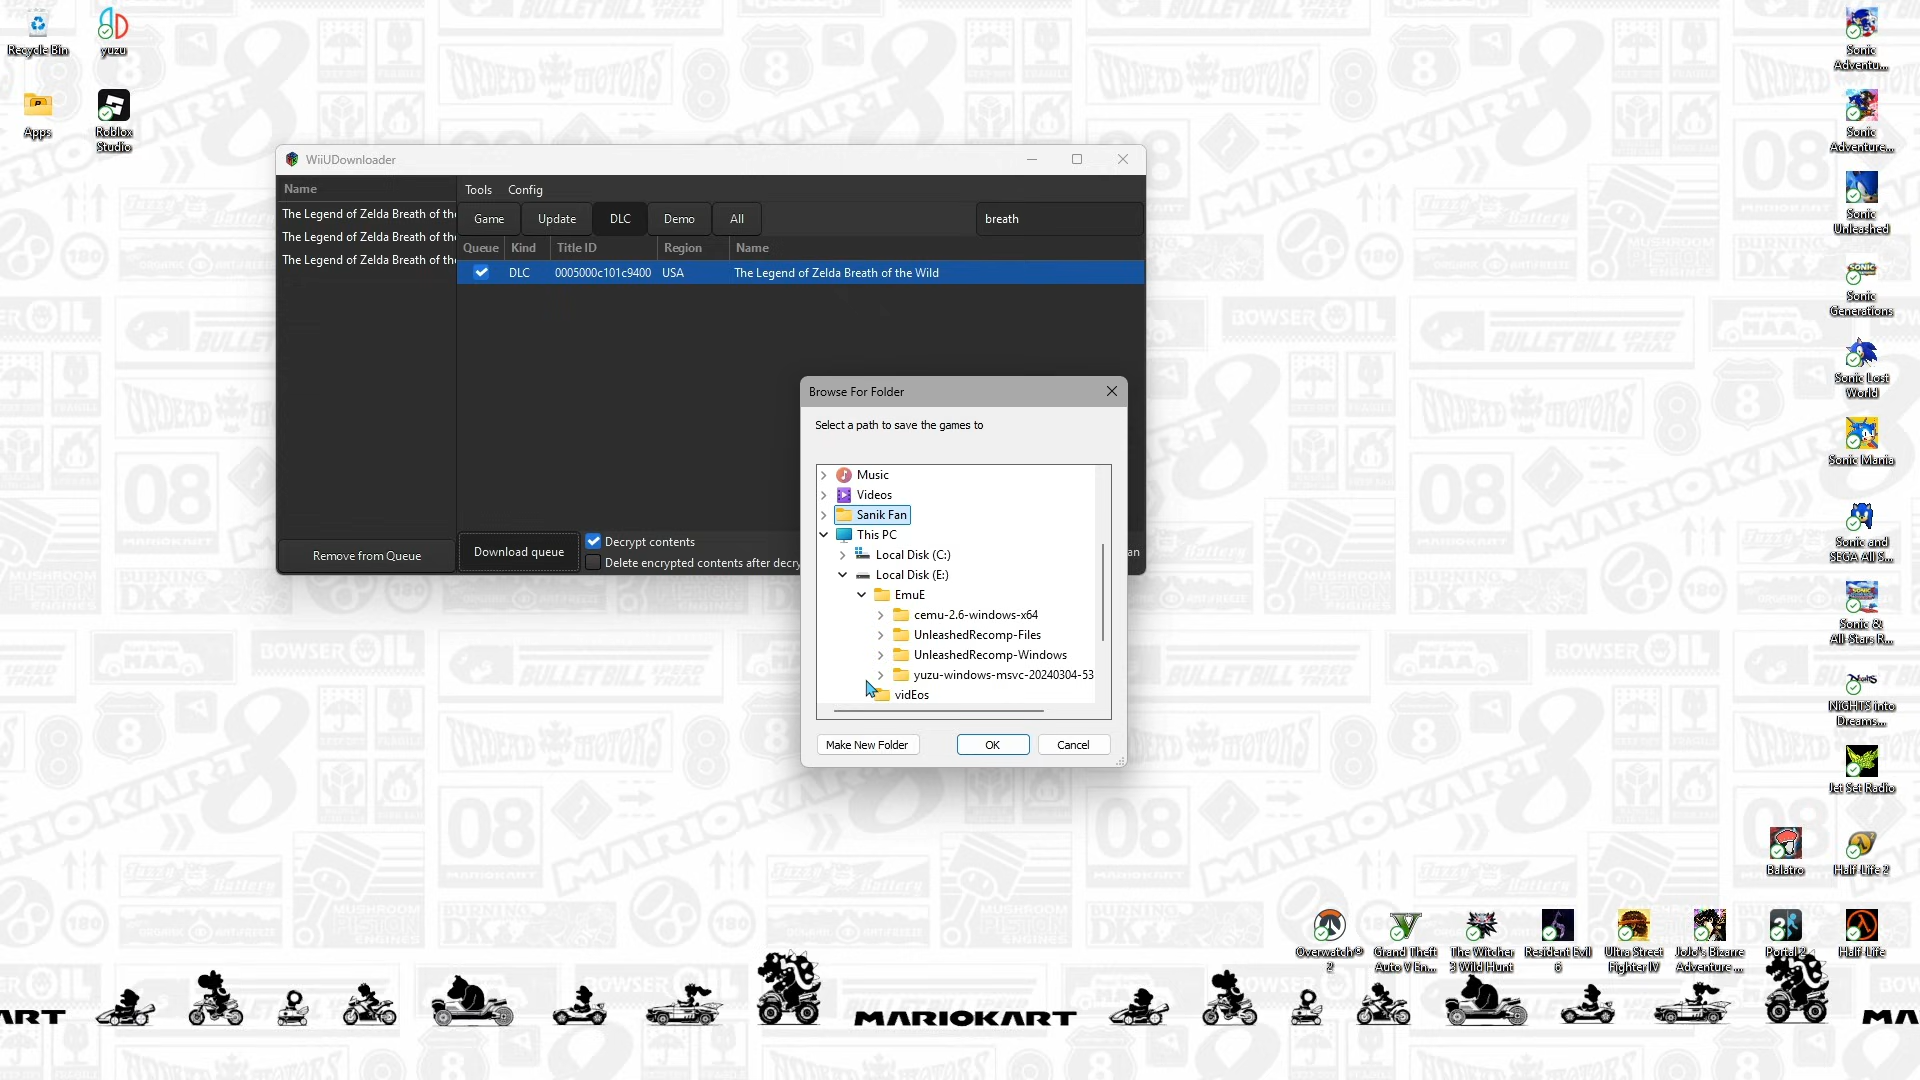 Recycle Bin
yuzu
Apps
Roblox
Studio
WiiUDownloader
Name
The Legend of Zelda Breath of the
The Legend of Zelda Breath of the
The Legend of Zelda Breath of the
Remove from Queue
Tools Config
Game Update DLC Demo All
breath
Queue Kind Title ID Region Name
DLC 0005000c101c9400 USA The Legend of Zelda Breath of the Wild
Download queue
Decrypt contents
Delete encrypted contents after decry
an
Browse For Folder
Select a path to save the games to
Music
Videos
Sanik Fan
This PC
Local Disk (C:)
Local Disk (E:)
EmuE
cemu-2.6-windows-x64
UnleashedRecomp-Files
UnleashedRecomp-Windows
yuzu-windows-msvc-20240304-53
vidEos
Make New Folder OK Cancel
Sonic
Adventu...
Sonic
Adventure...
Sonic
Unleashed
Sonic
Generations
Sonic Lost
World
Sonic Mania
Sonic and
SEGA All S...
Sonic &
All-Stars R...
NiGHTS into
Dreams...
Jet Set Radio
Balatro
Half-Life 2
Overwatch®
2
Grand Theft
Auto V En...
The Witcher
3 Wild Hunt
Resident Evil
6
Ultra Street
Fighter IV
JoJo's Bizarre
Adventure ...
Portal 2
Half-Life
ART
MARIOKART
MA